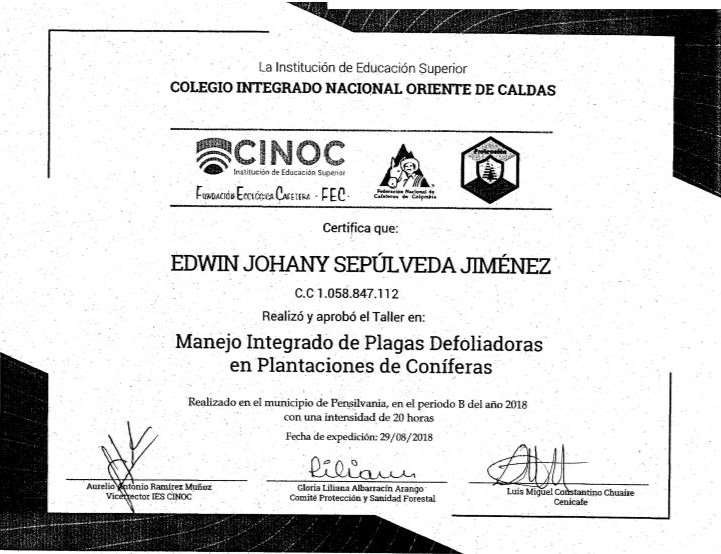 La Institución de Educación Superior
COLEGIO INTEGRADO NACIONAL ORIENTE DE CALDAS
CINOC
Institución de Educación Superior
FUNDACIÓN ECOLÓGICA CAFETERA - FEC -
Federación Nacional de
Cafeteros de Colombia
Protección
Certifica que:
EDWIN JOHANY SEPÚLVEDA JIMÉNEZ
C.C 1.058.847.112
Realizó y aprobó el Taller en:
Manejo Integrado de Plagas Defoliadoras
en Plantaciones de Coníferas
Realizado en el municipio de Pensilvania, en el periodo B del año 2018
con una intensidad de 20 horas
Fecha de expedición: 29/08/2018
Liliana
Aurelio Antonio Ramírez Muñoz
Vicerrector IES CINOC
Gloria Liliana Albarracín Arango
Comité Protección y Sanidad Forestal
Luis Miguel Constantino Chuaire
Cenicafe